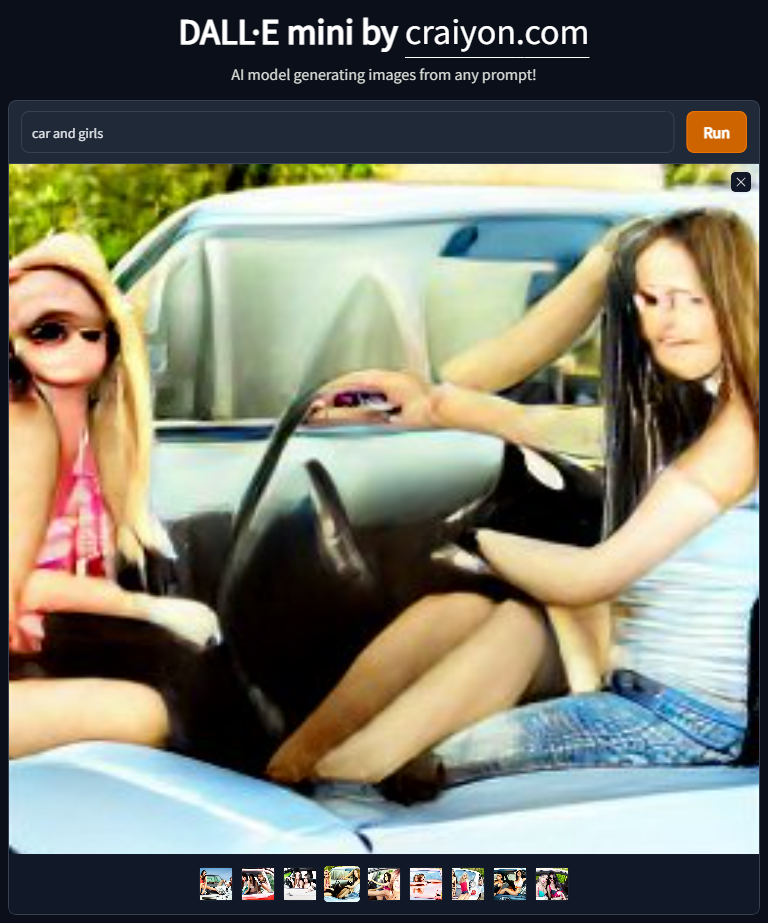 DALL·E mini by craiyon.com
AI model generating images from any prompt!
car and girls
Run